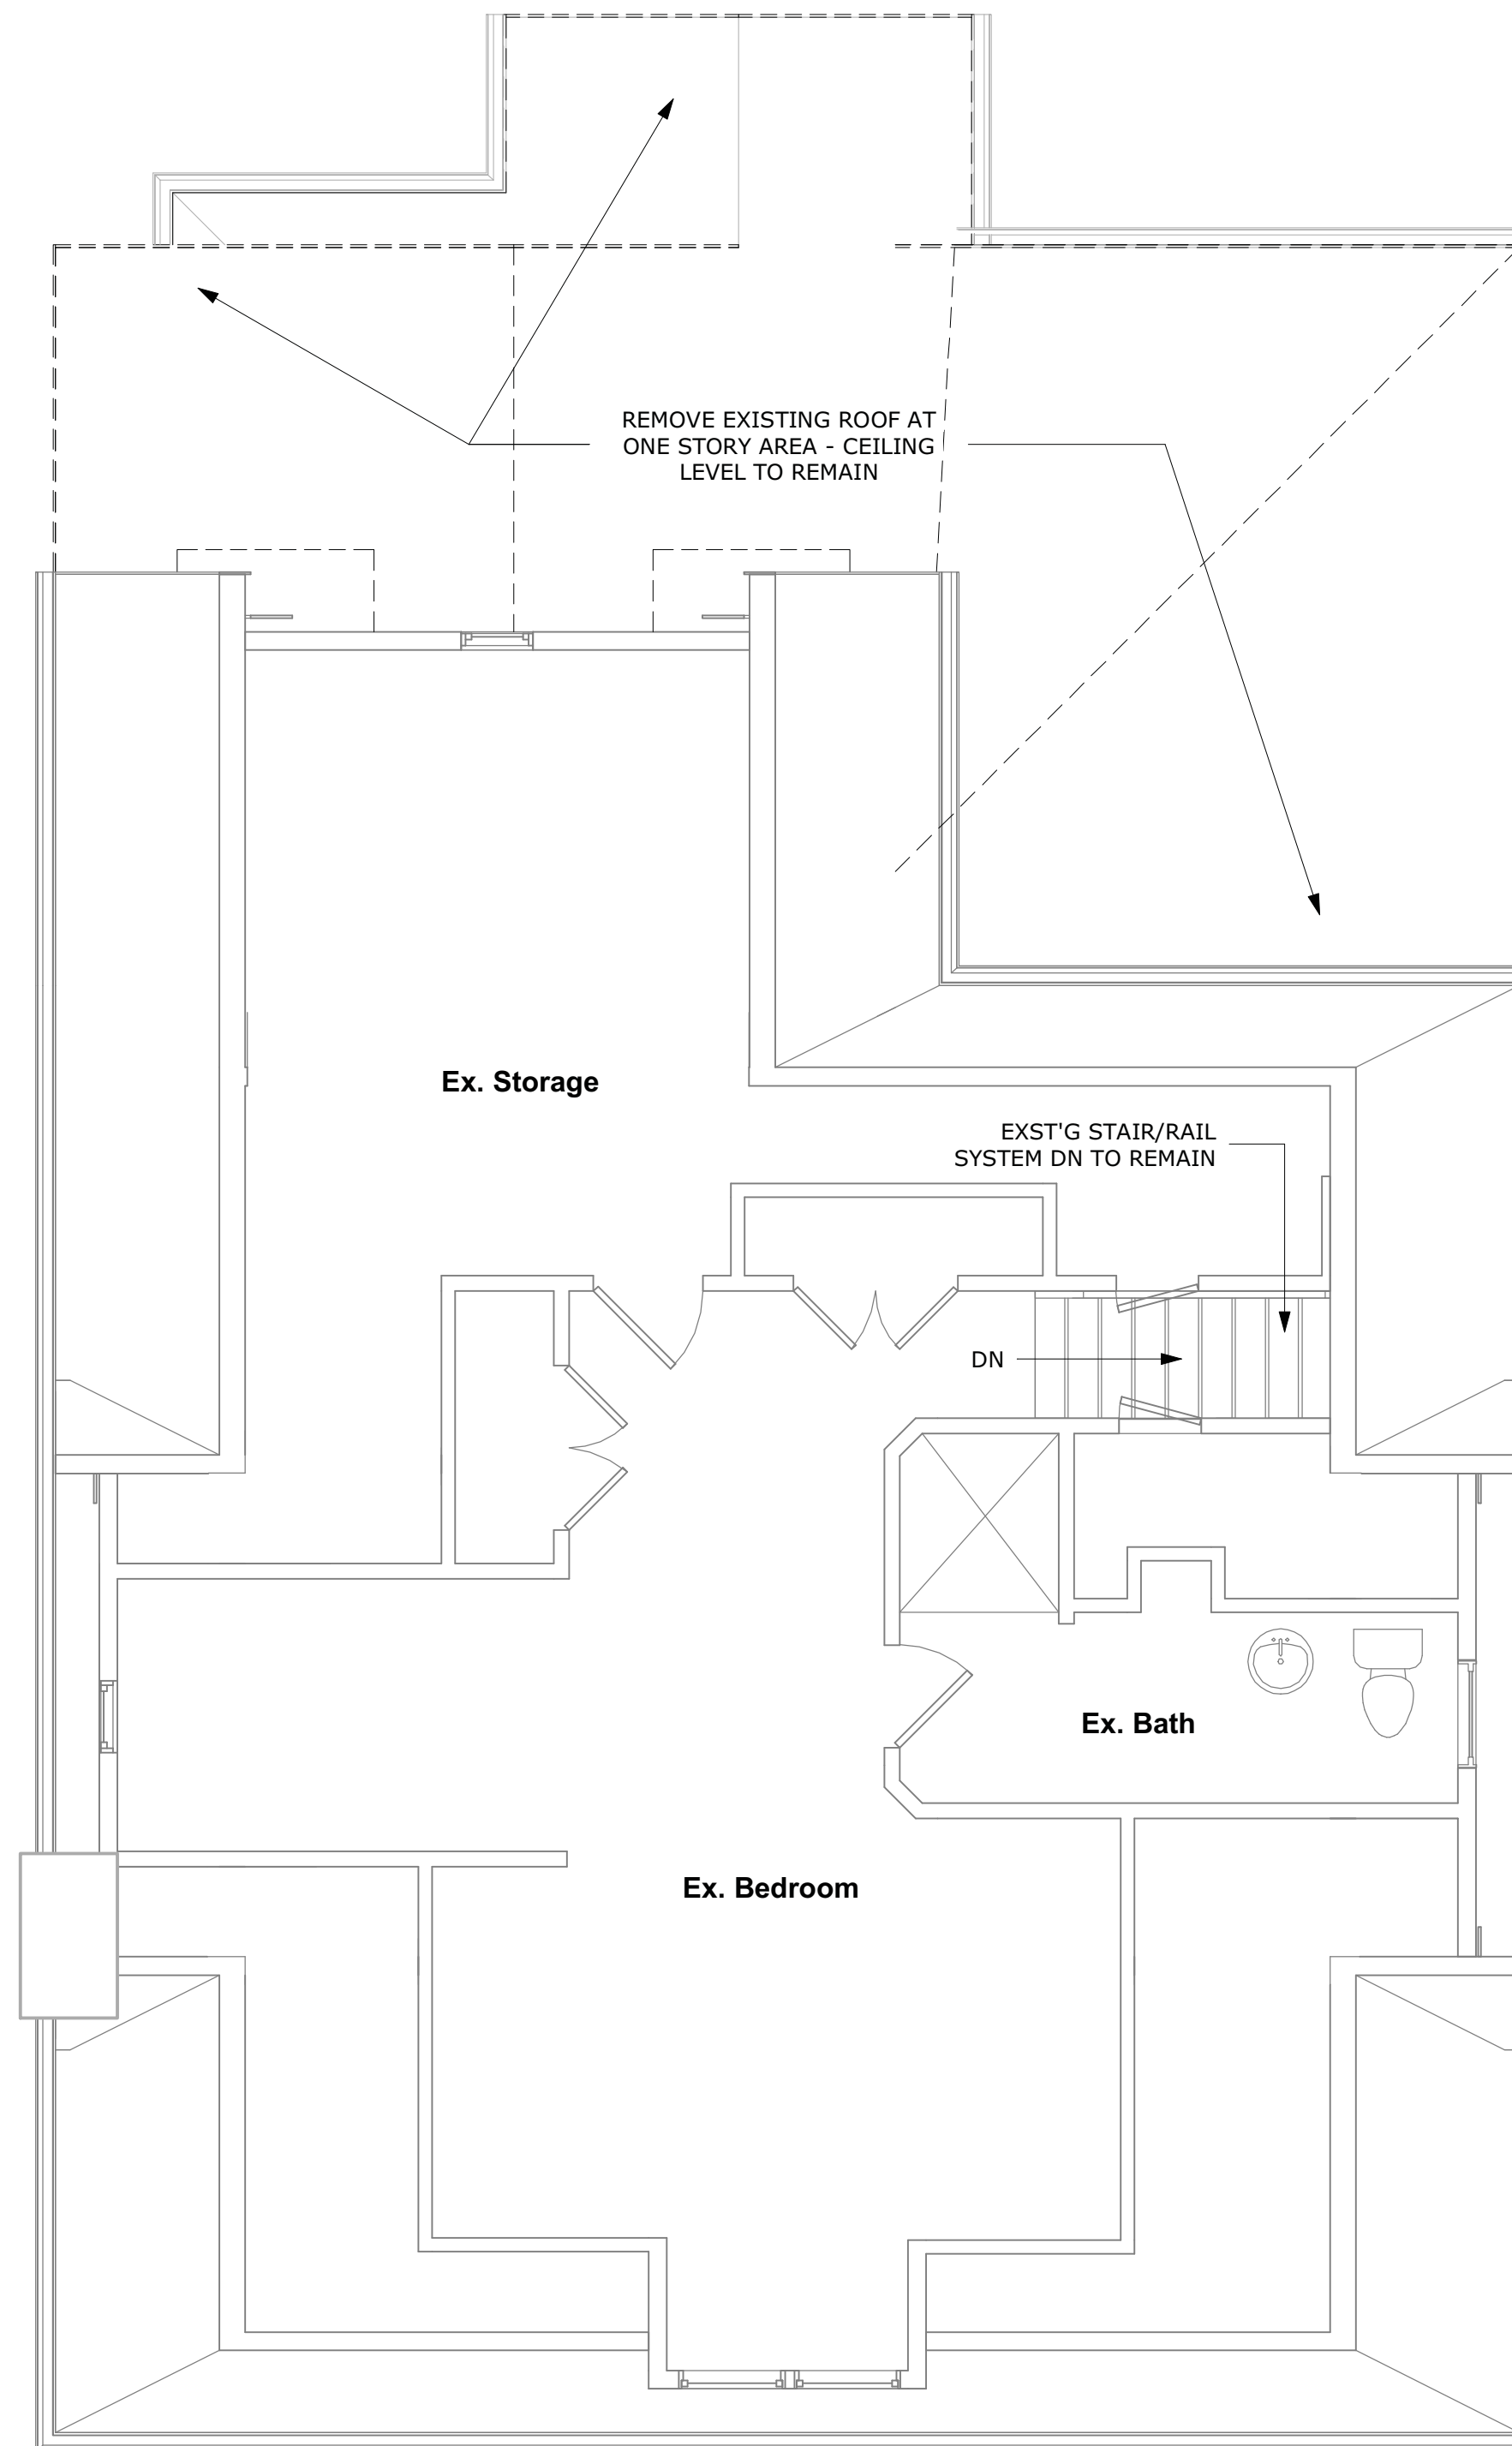 REMOVE EXISTING ROOF AT
ONE STORY AREA - CEILING
LEVEL TO REMAIN
Ex. Storage
EXST'G STAIR/RAIL
SYSTEM DN TO REMAIN
DN
Ex. Bath
Ex. Bedroom